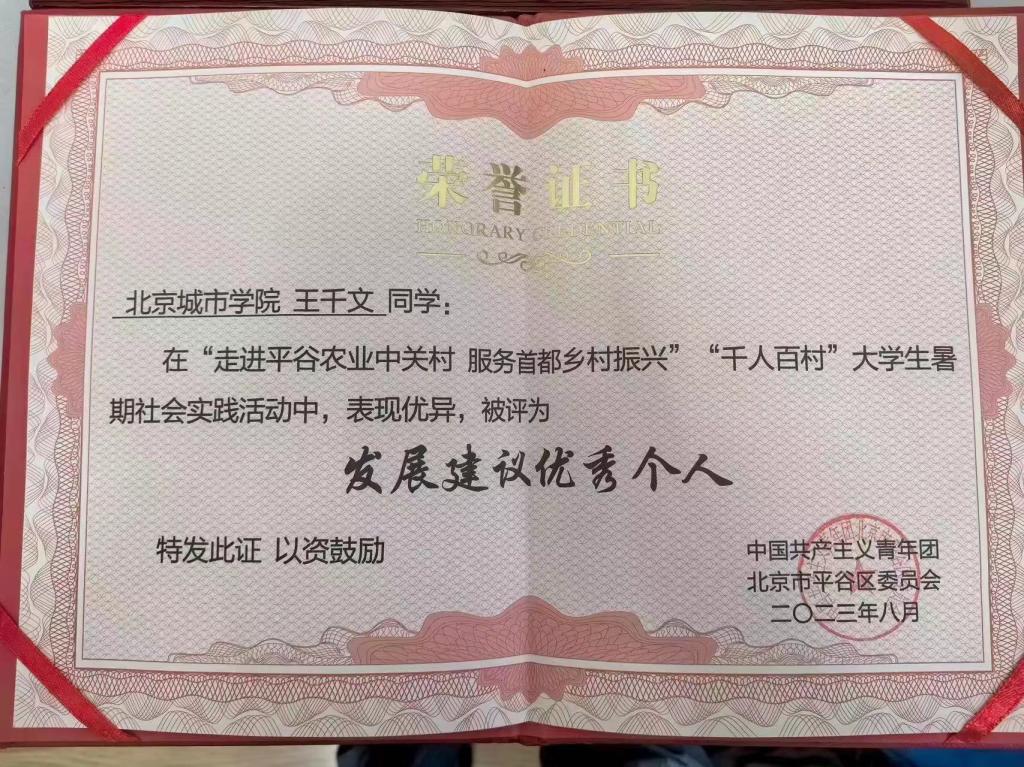 荣誉证书
HONORARY CREDENTIAL
北京城市学院 王千文 同学：
在“走进平谷农业中关村 服务首都乡村振兴”“千人百村”大学生暑
期社会实践活动中，表现优异，被评为
发展建议优秀个人
特发此证 以资鼓励
中国共产主义青年团
北京市平谷区委员会
二〇二三年八月